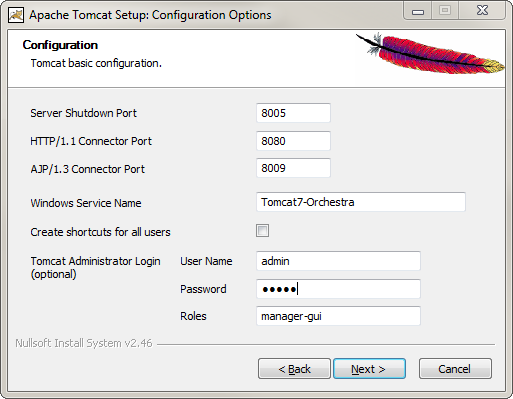 Apache Tomcat Setup: Configuration Options
Configuration
Tomcat basic configuration.
Server Shutdown Port 8005
HTTP/1.1 Connector Port 8080
AJP/1.3 Connector Port 8009
Windows Service Name Tomcat7-Orchestra
Create shortcuts for all users
Tomcat Administrator Login User Name admin
(optional)
Password •••••
Roles manager-gui
Nullsoft Install System v2.46
< Back Next > Cancel